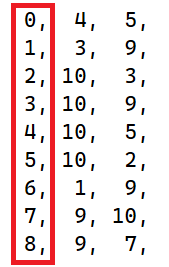 0, 4, 5,
1, 3, 9,
2, 10, 3,
3, 10, 9,
4, 10, 5,
5, 10, 2,
6, 1, 9,
7, 9, 10,
8, 9, 7,